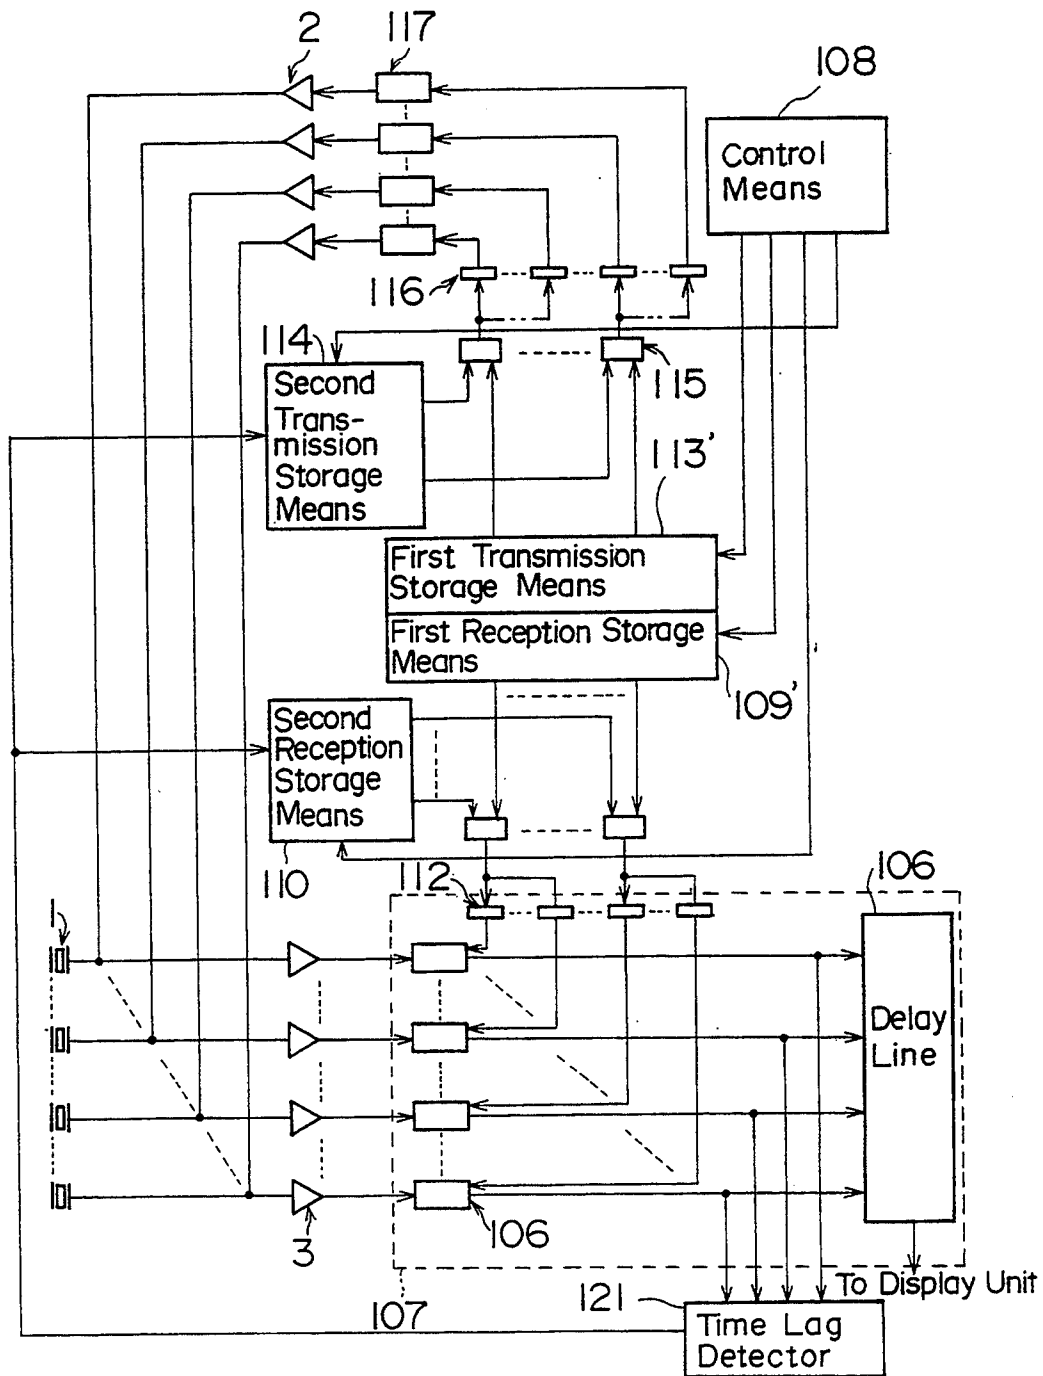 2
117
108
Control
Means
116
114
115
Second
Trans-
mission
Storage
Means
113'
First Transmission
Storage Means
First Reception Storage
Means
109'
Second
Reception
Storage
Means
110
112
106
1
Delay
Line
3
106
107
To Display Unit
121
Time Lag
Detector